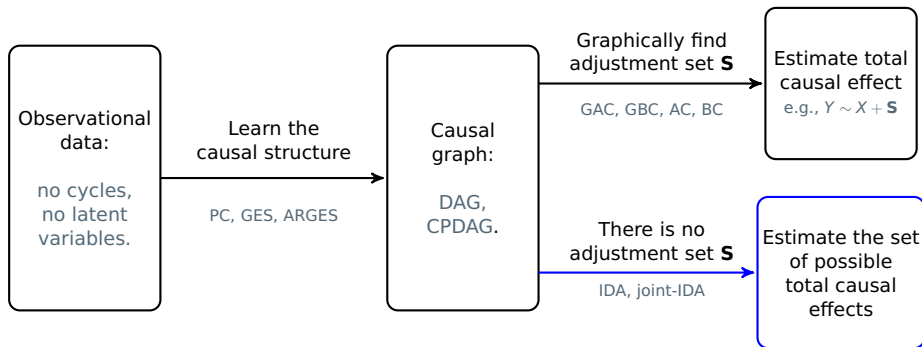 Observational
data:
no cycles,
no latent
variables.
Learn the
causal structure
PC, GES, ARGES
Causal
graph:
DAG,
CPDAG.
Graphically find
adjustment set S
GAC, GBC, AC, BC
Estimate total
causal effect
e.g., Y ∼ X + S
There is no
adjustment set S
IDA, joint-IDA
Estimate the set
of possible
total causal
effects